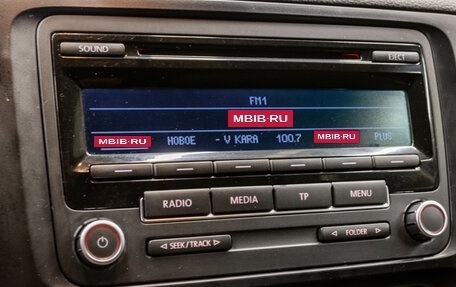 SOUND
EJECT
FM1
MBIB.RU
MBIB.RU НОВОЕ - V KARA 100.7 MBIB.RU PLUS
RADIO MEDIA TP MENU
SEEK/TRACK FOLDER